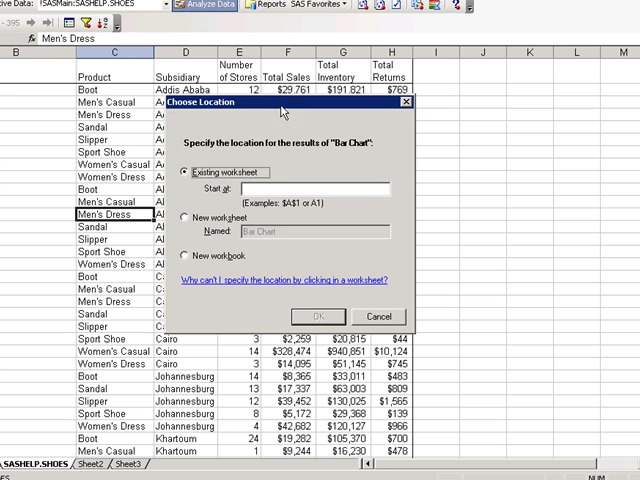 ive Data: !SASMain:SASHELP.SHOES Analyze Data Reports SAS Favorites
- 395
fx Men's Dress
B C D E F G H I J K L M
Number Total Total
Product Subsidiary of Stores Total Sales Inventory Returns
Boot Addis Ababa 12 $29,761 $191,821 $769
Men's Casual
Men's Dress
Sandal
Slipper
Sport Shoe
Women's Casual
Women's Dress
Boot
Men's Casual
Men's Dress
Sandal
Slipper
Sport Shoe
Women's Dress
Boot
Men's Casual
Men's Dress
Sandal
Slipper
Choose Location
Specify the location for the results of "Bar Chart":
Existing worksheet
Start at:
(Examples: $A$1 or A1)
New worksheet
Named: Bar Chart
New workbook
Why can't I specify the location by clicking in a worksheet?
OK Cancel
Sport Shoe Cairo 3 $2,259 $20,815 $44
Women's Casual Cairo 14 $328,474 $940,851 $10,124
Women's Dress Cairo 3 $14,095 $51,145 $745
Boot Johannesburg 14 $8,365 $33,011 $483
Sandal Johannesburg 13 $17,337 $63,003 $809
Slipper Johannesburg 12 $39,452 $130,025 $1,565
Sport Shoe Johannesburg 8 $5,172 $29,368 $139
Women's Dress Johannesburg 4 $42,682 $120,127 $966
Boot Khartoum 24 $19,282 $105,370 $700
Men's Casual Khartoum 1 $9,244 $16,230 $478
SASHELP.SHOES Sheet2 Sheet3